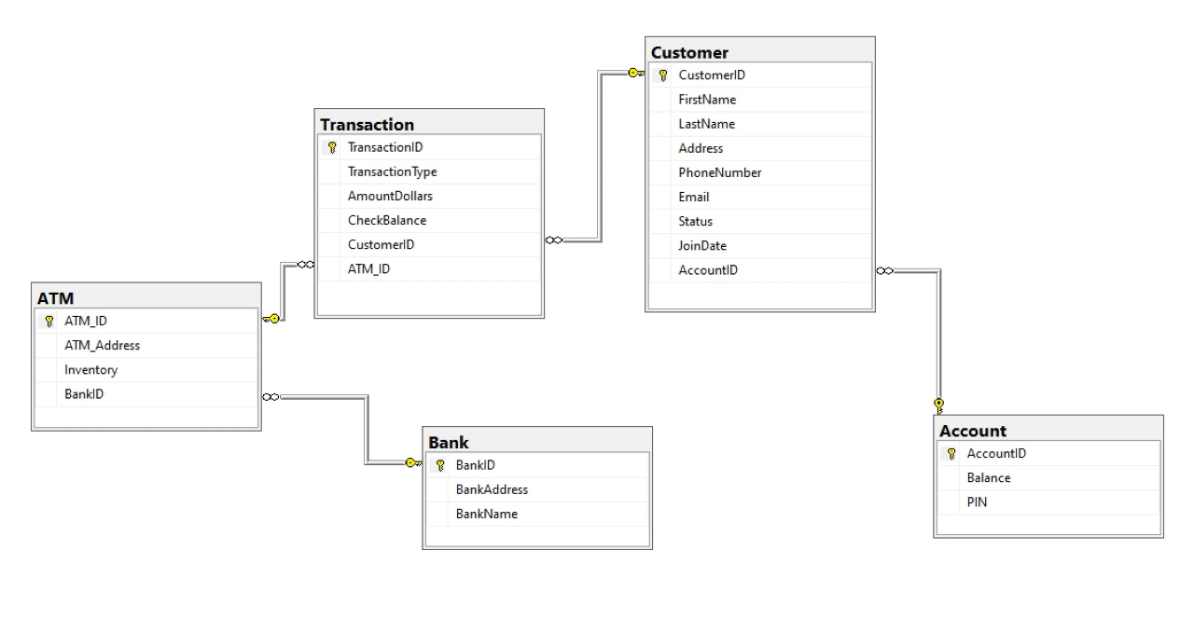 Customer
CustomerID
FirstName
LastName
Address
PhoneNumber
Email
Status
JoinDate
AccountID
Transaction
TransactionID
TransactionType
AmountDollars
CheckBalance
CustomerID
ATM_ID
ATM
ATM_ID
ATM_Address
Inventory
BankID
Bank
BankID
BankAddress
BankName
Account
AccountID
Balance
PIN